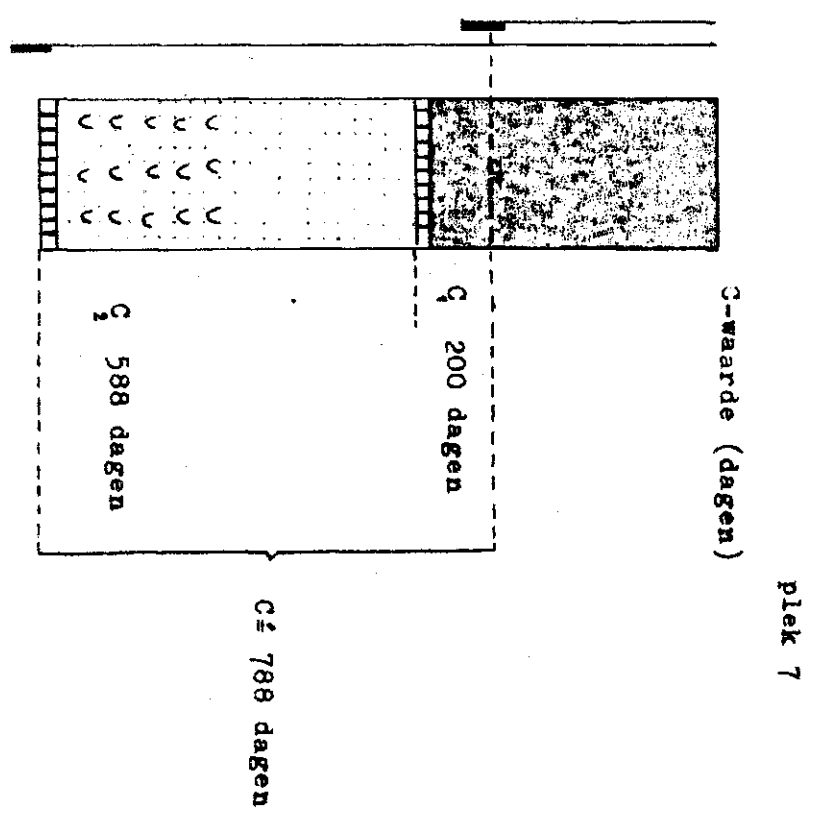 plek 7
C-waarde (dagen)
C₁ 200 dagen
C₂ 588 dagen
C'= 788 dagen